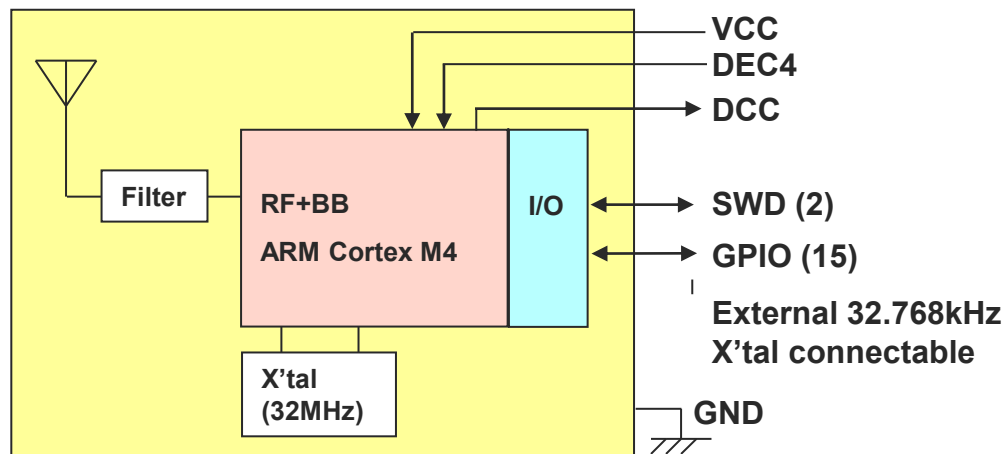 VCC
DEC4
DCC
Filter
RF+BB
ARM Cortex M4
I/O
SWD (2)
GPIO (15)
External 32.768kHz
X’tal connectable
X’tal
(32MHz)
GND